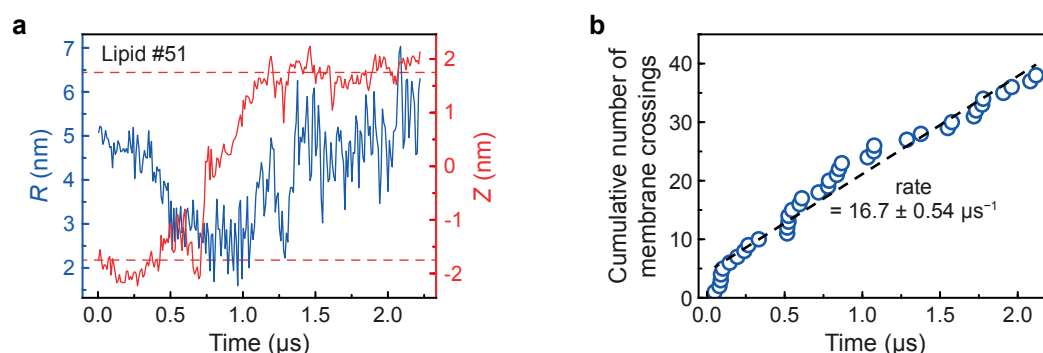 a
Lipid #51
7
6
5
4
3
2
R (nm)
2
1
0
-1
-2
Z (nm)
0.0 0.5 1.0 1.5 2.0
Time (µs)
b
40
30
20
10
0
Cumulative number of
membrane crossings
rate
= 16.7 ± 0.54 µs⁻¹
0.0 0.5 1.0 1.5 2.0
Time (µs)